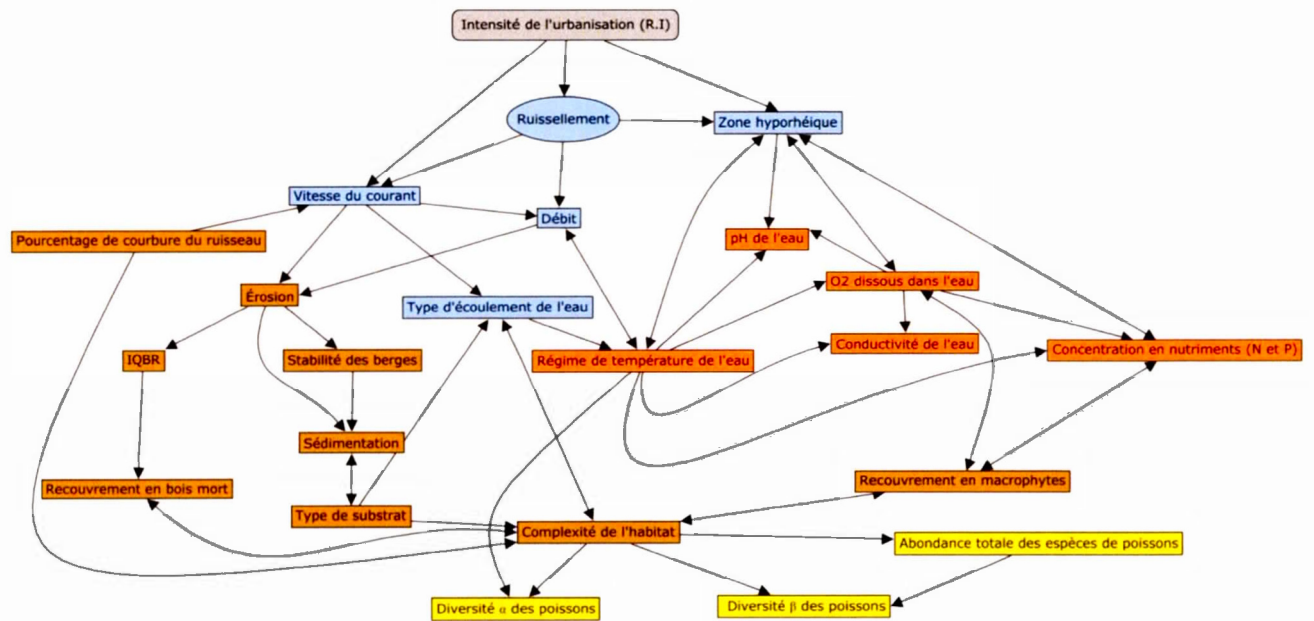 Intensité de l'urbanisation (R.I)
Ruissellement
Zone hyporhéique
Vitesse du courant
Débit
Pourcentage de courbure du ruisseau
pH de l'eau
O2 dissous dans l'eau
Érosion
Type d'écoulement de l'eau
Conductivité de l'eau
Concentration en nutriments (N et P)
IQBR
Stabilité des berges
Régime de température de l'eau
Sédimentation
Recouvrement en bois mort
Recouvrement en macrophytes
Type de substrat
Complexité de l'habitat
Abondance totale des espèces de poissons
Diversité α des poissons
Diversité β des poissons